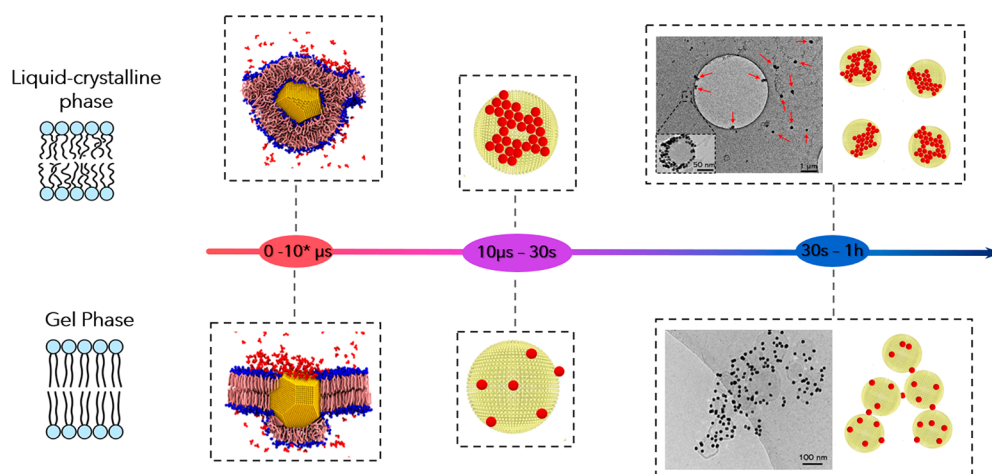 Liquid-crystalline
phase
50 nm
1 μm
0 -10* μs
10μs – 30s
30s – 1h
Gel Phase
100 nm